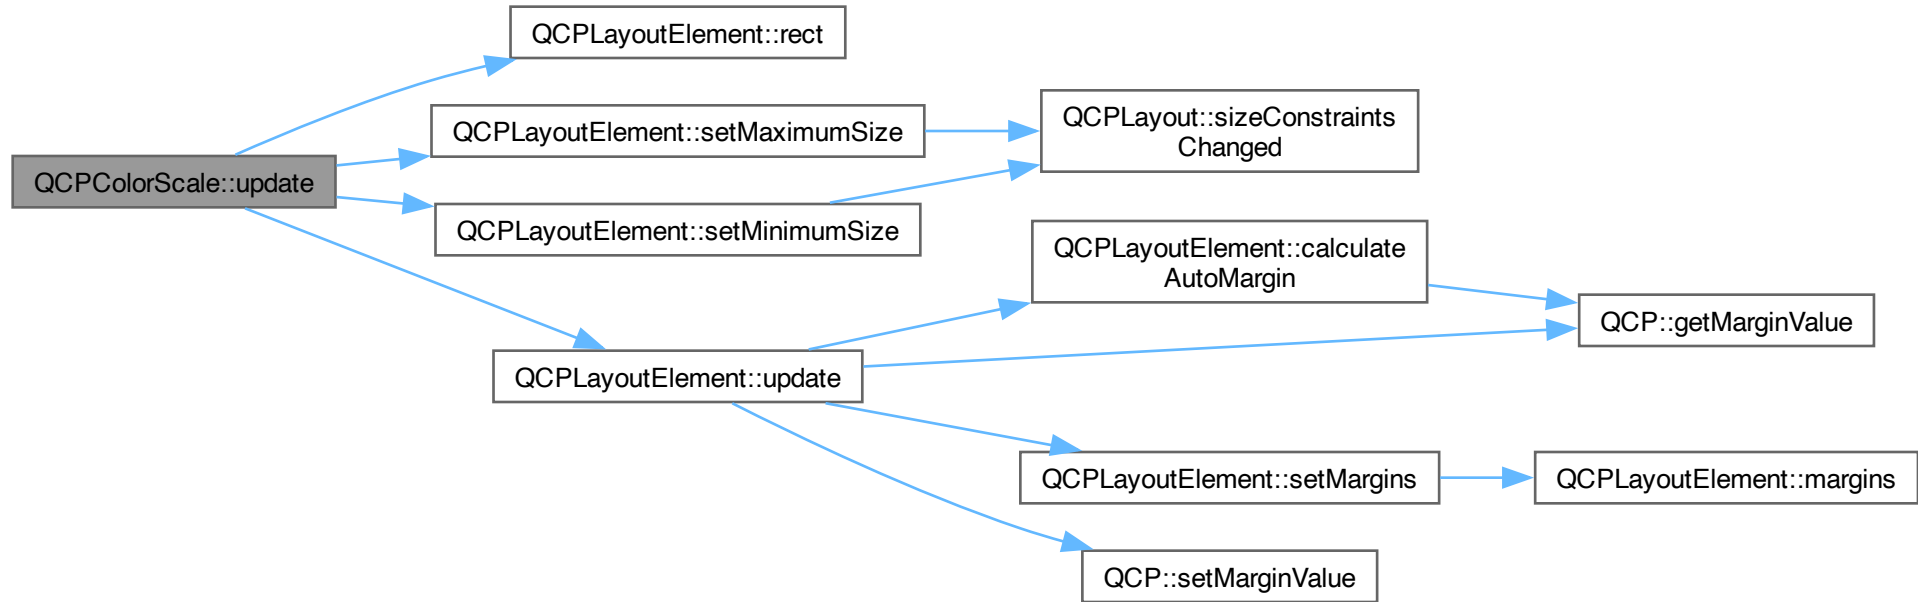 QCPLayoutElement::rect
QCPLayoutElement::setMaximumSize
QCPLayout::sizeConstraints
Changed
QCPColorScale::update
QCPLayoutElement::setMinimumSize
QCPLayoutElement::calculate
AutoMargin
QCP::getMarginValue
QCPLayoutElement::update
QCPLayoutElement::setMargins
QCPLayoutElement::margins
QCP::setMarginValue